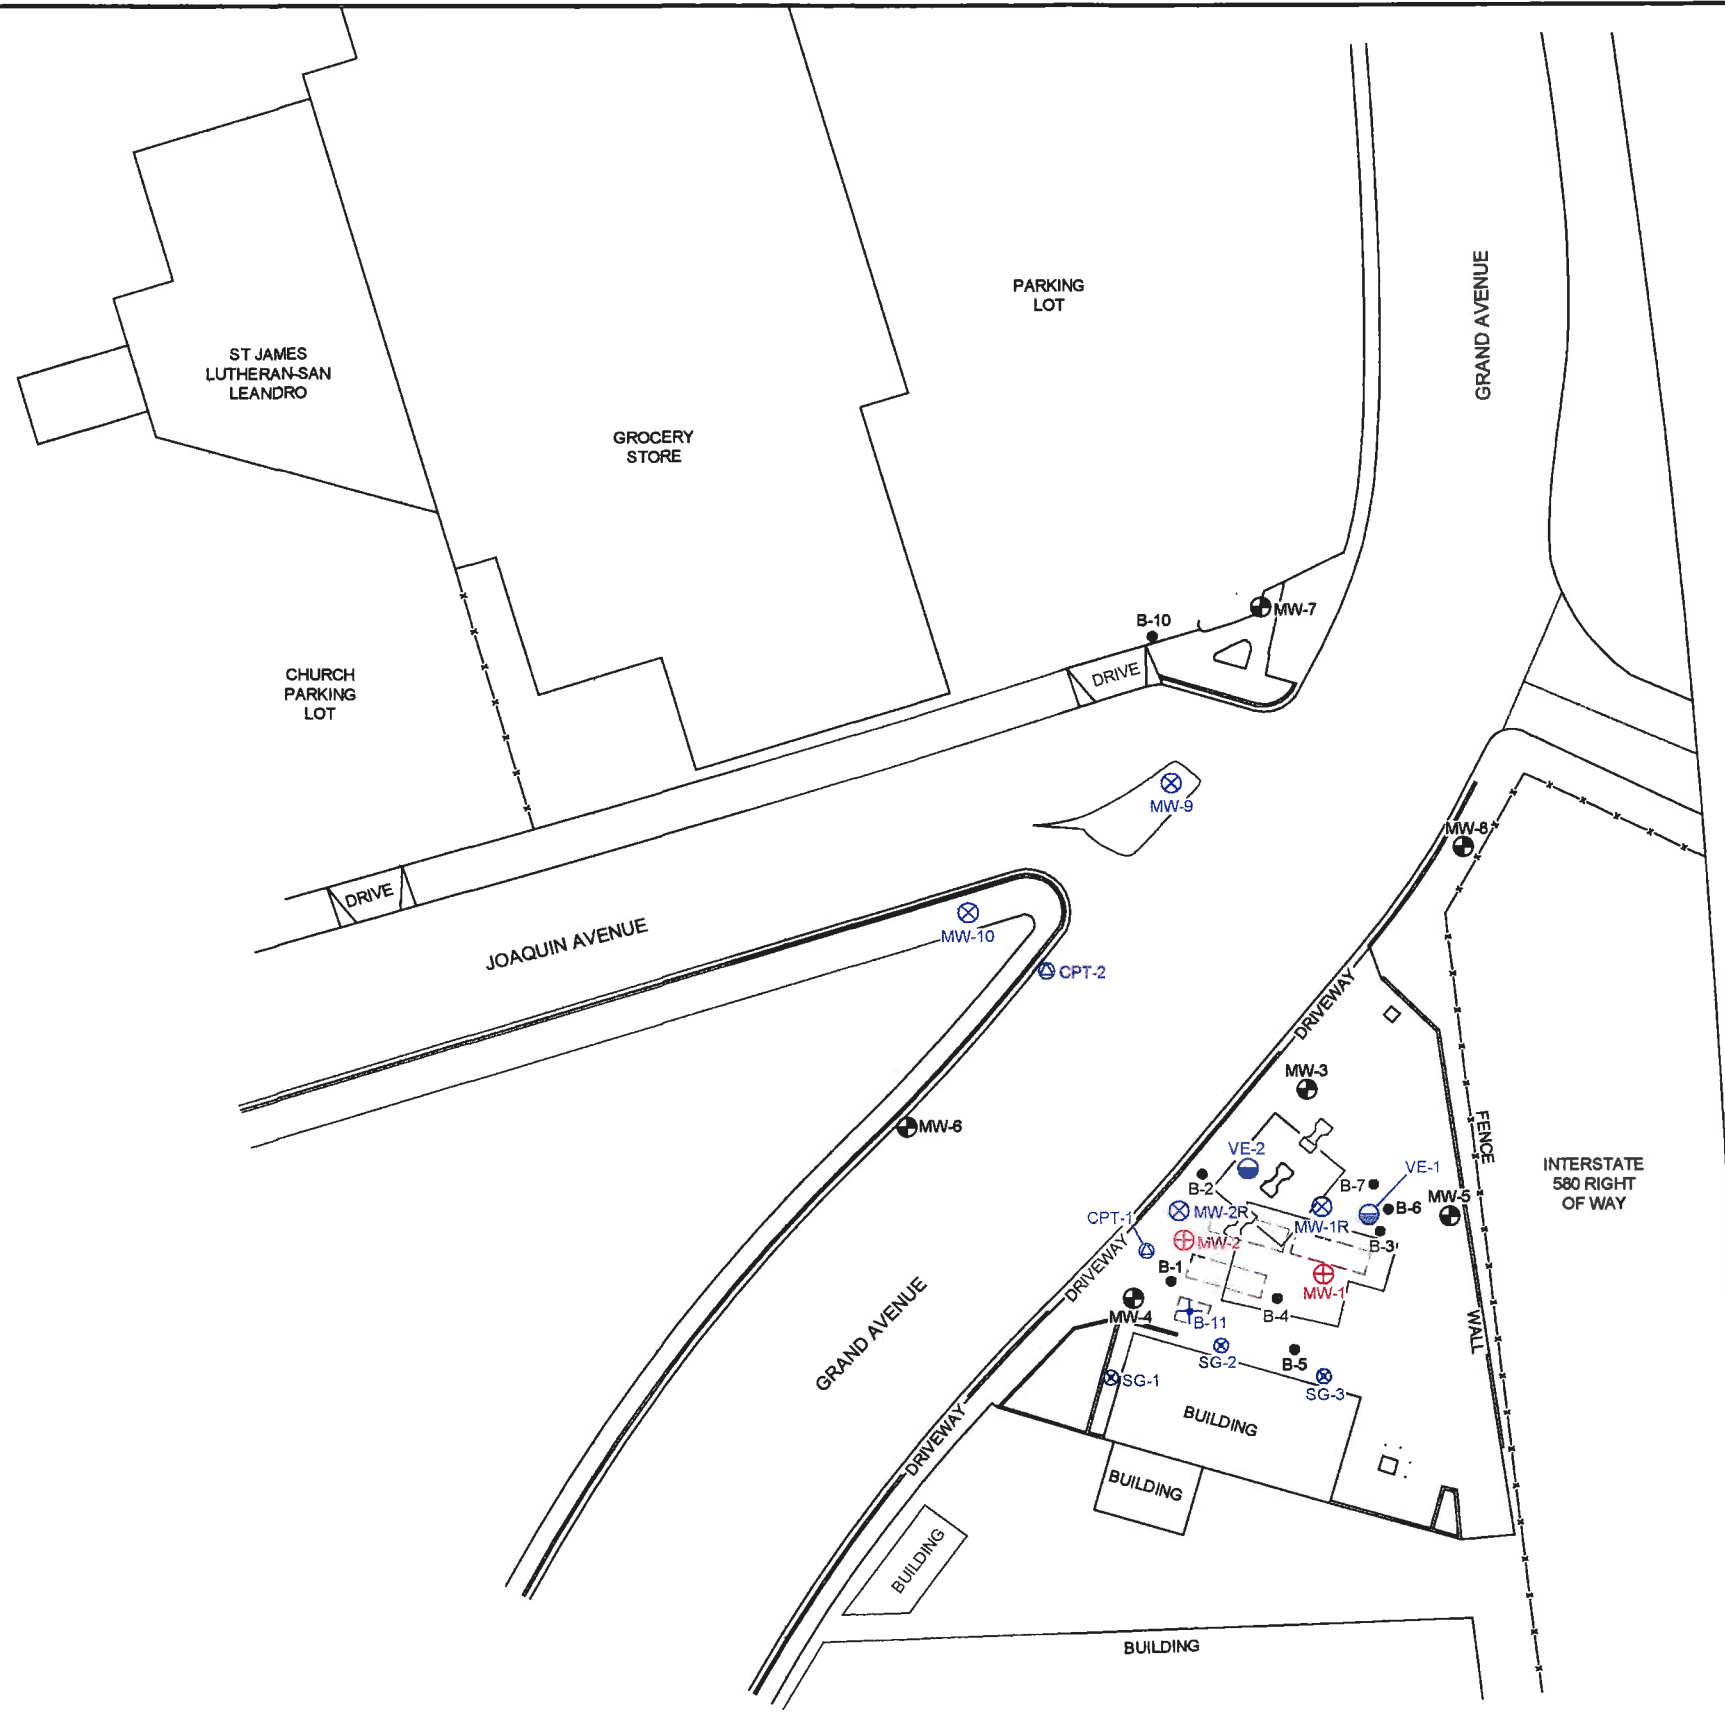 PARKING
LOT
GRAND AVENUE
ST JAMES
LUTHERAN-SAN
LEANDRO
GROCERY
STORE
MW-7
B-10
CHURCH
PARKING
LOT
DRIVE
MW-9
MW-8
DRIVE
JOAQUIN AVENUE
MW-10
CPT-2
DRIVEWAY
MW-3
MW-6
FENCE
VE-2
INTERSTATE
580 RIGHT
OF WAY
VE-1
B-2
B-7
MW-5
B-6
MW-2R
CPT-1
MW-1R
MW-2
B-3
DRIVEWAY
B-1
MW-1
B-4
MW-4
B-11
WALL
GRAND AVENUE
SG-2
B-5
SG-1
SG-3
BUILDING
DRIVEWAY
BUILDING
BUILDING
BUILDING